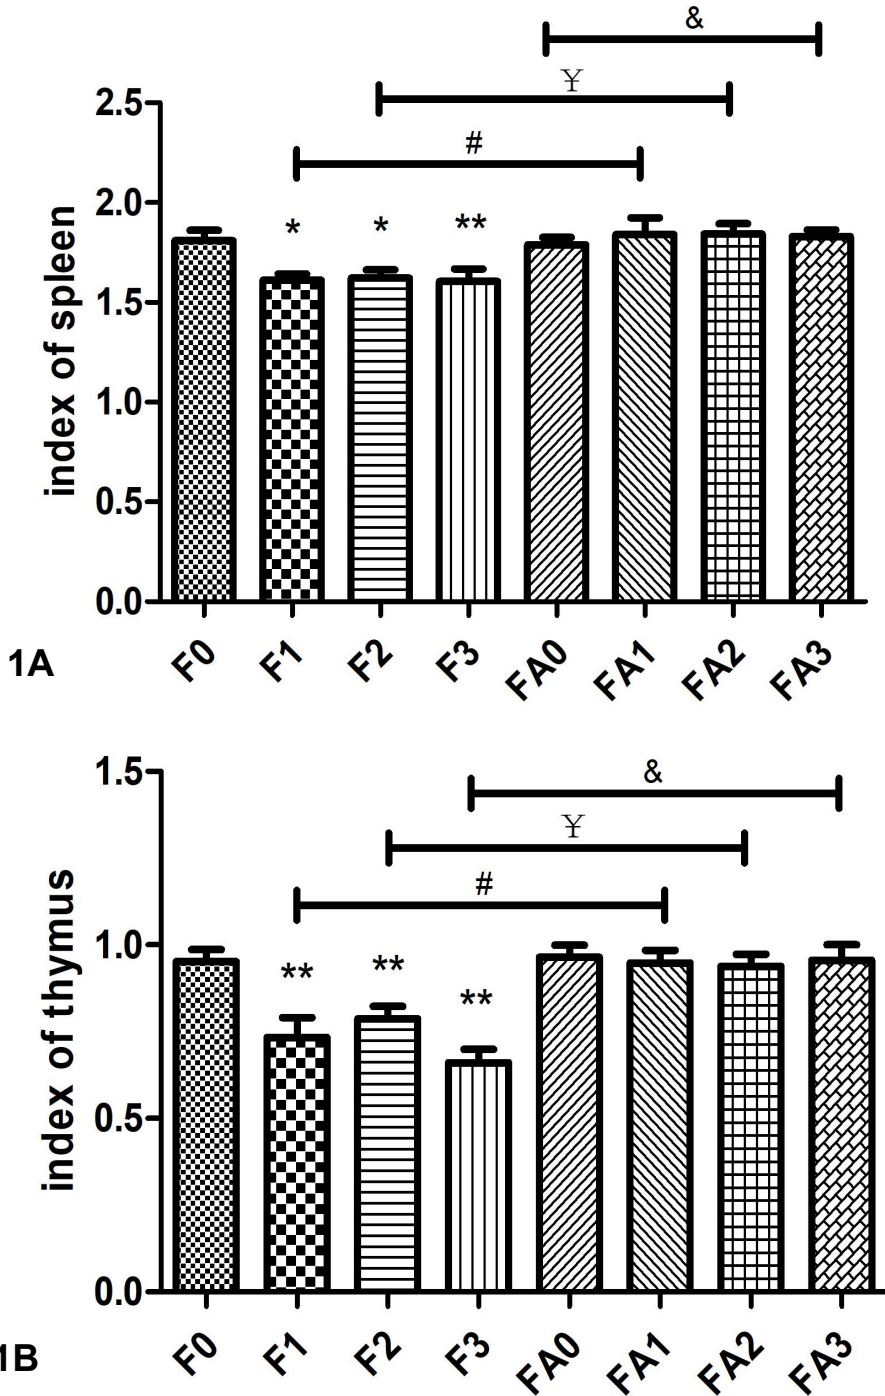 &
¥
#
2.5
2.0
1.5
1.0
0.5
0.0
index of spleen
* * **
F0 F1 F2 F3 FA0 FA1 FA2 FA3
1A
&
¥
#
1.5
1.0
0.5
0.0
index of thymus
** ** **
F0 F1 F2 F3 FA0 FA1 FA2 FA3
1B